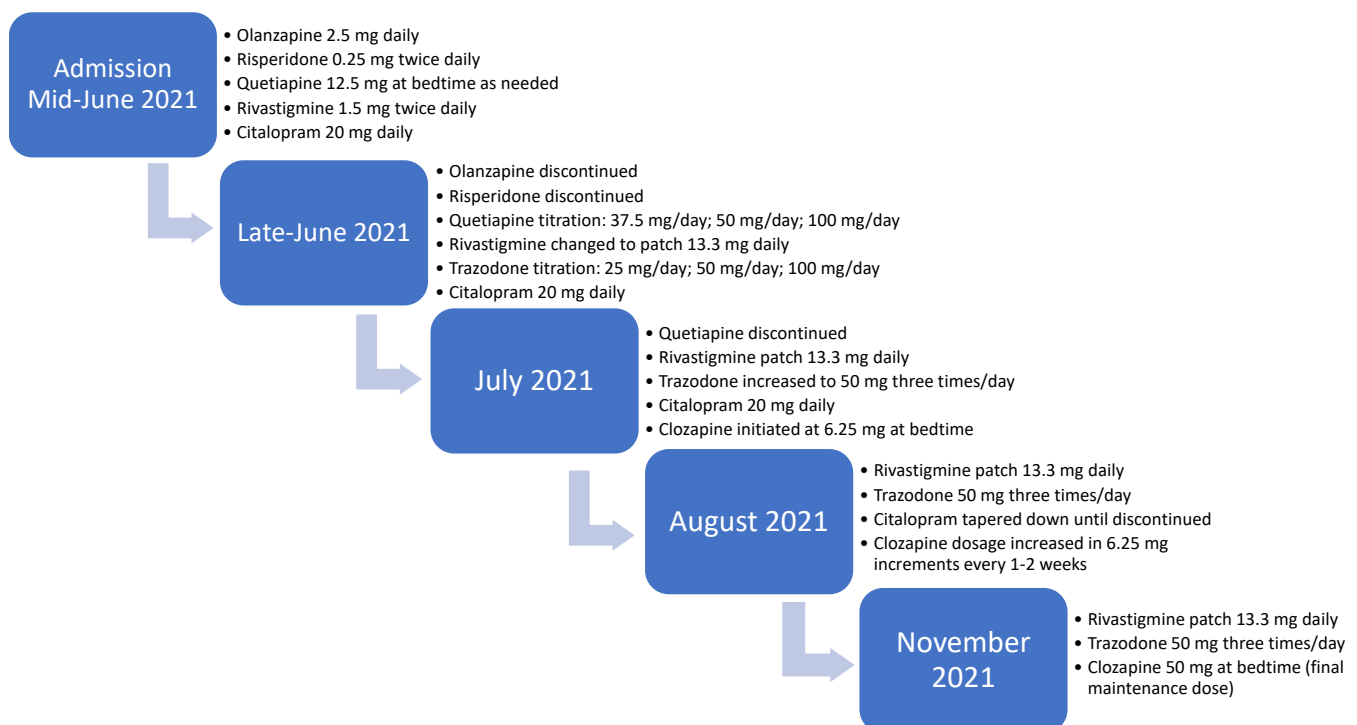 Admission
Mid-June 2021
• Olanzapine 2.5 mg daily
• Risperidone 0.25 mg twice daily
• Quetiapine 12.5 mg at bedtime as needed
• Rivastigmine 1.5 mg twice daily
• Citalopram 20 mg daily
Late-June 2021
• Olanzapine discontinued
• Risperidone discontinued
• Quetiapine titration: 37.5 mg/day; 50 mg/day; 100 mg/day
• Rivastigmine changed to patch 13.3 mg daily
• Trazodone titration: 25 mg/day; 50 mg/day; 100 mg/day
• Citalopram 20 mg daily
July 2021
• Quetiapine discontinued
• Rivastigmine patch 13.3 mg daily
• Trazodone increased to 50 mg three times/day
• Citalopram 20 mg daily
• Clozapine initiated at 6.25 mg at bedtime
August 2021
• Rivastigmine patch 13.3 mg daily
• Trazodone 50 mg three times/day
• Citalopram tapered down until discontinued
• Clozapine dosage increased in 6.25 mg
increments every 1-2 weeks
November
2021
• Rivastigmine patch 13.3 mg daily
• Trazodone 50 mg three times/day
• Clozapine 50 mg at bedtime (final
maintenance dose)